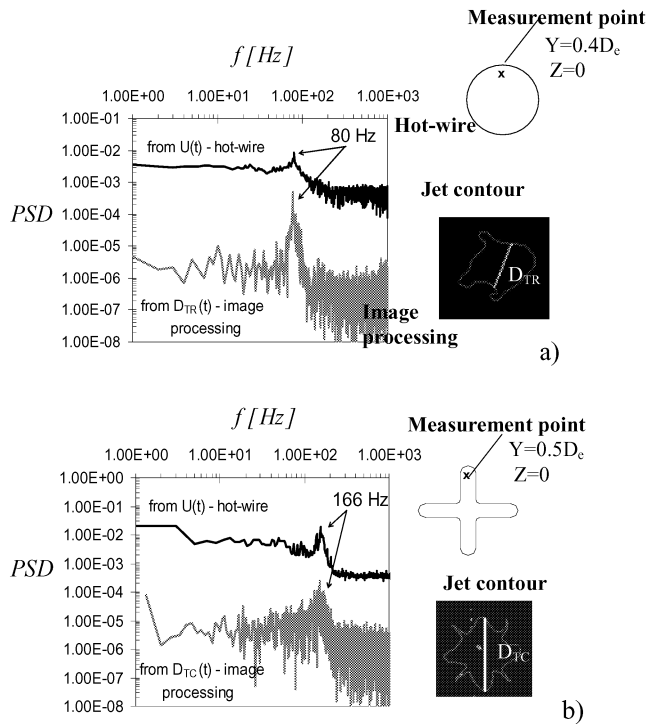 Measurement point
Y=0.4De
Z=0
x
f [Hz]
1.00E+00 1.00E+01 1.00E+02 1.00E+03
1.00E-01
1.00E-02
1.00E-03
1.00E-04
1.00E-05
1.00E-06
1.00E-07
1.00E-08
PSD
from U(t) - hot-wire
80 Hz
Hot-wire
Jet contour
DTR
from DTR(t) - image
processing
Image
processing
a)
f [Hz]
1.00E+00 1.00E+01 1.00E+02 1.00E+03
1.00E+00
1.00E-01
1.00E-02
1.00E-03
1.00E-04
1.00E-05
1.00E-06
1.00E-07
1.00E-08
PSD
from U(t) - hot-wire
166 Hz
Measurement point
Y=0.5De
Z=0
x
Jet contour
DTC
from DTC(t) - image
processing
b)